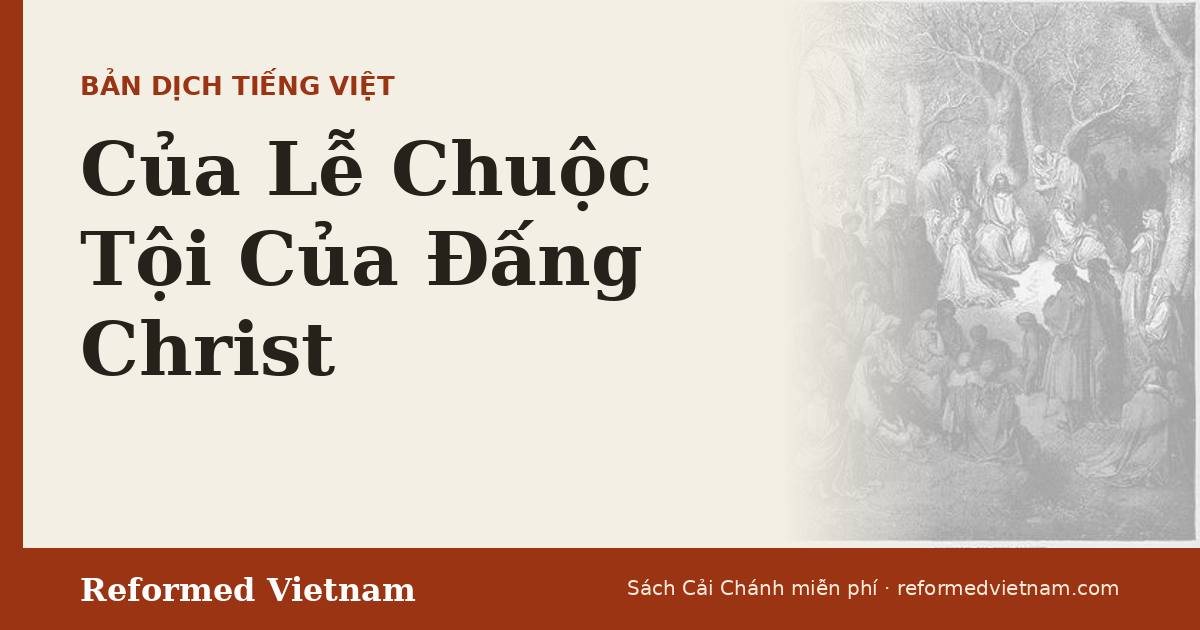 BẢN DỊCH TIẾNG VIỆT
Của Lễ Chuộc
Tội Của Đấng
Christ
Reformed Vietnam
Sách Cải Chánh miễn phí · reformedvietnam.com